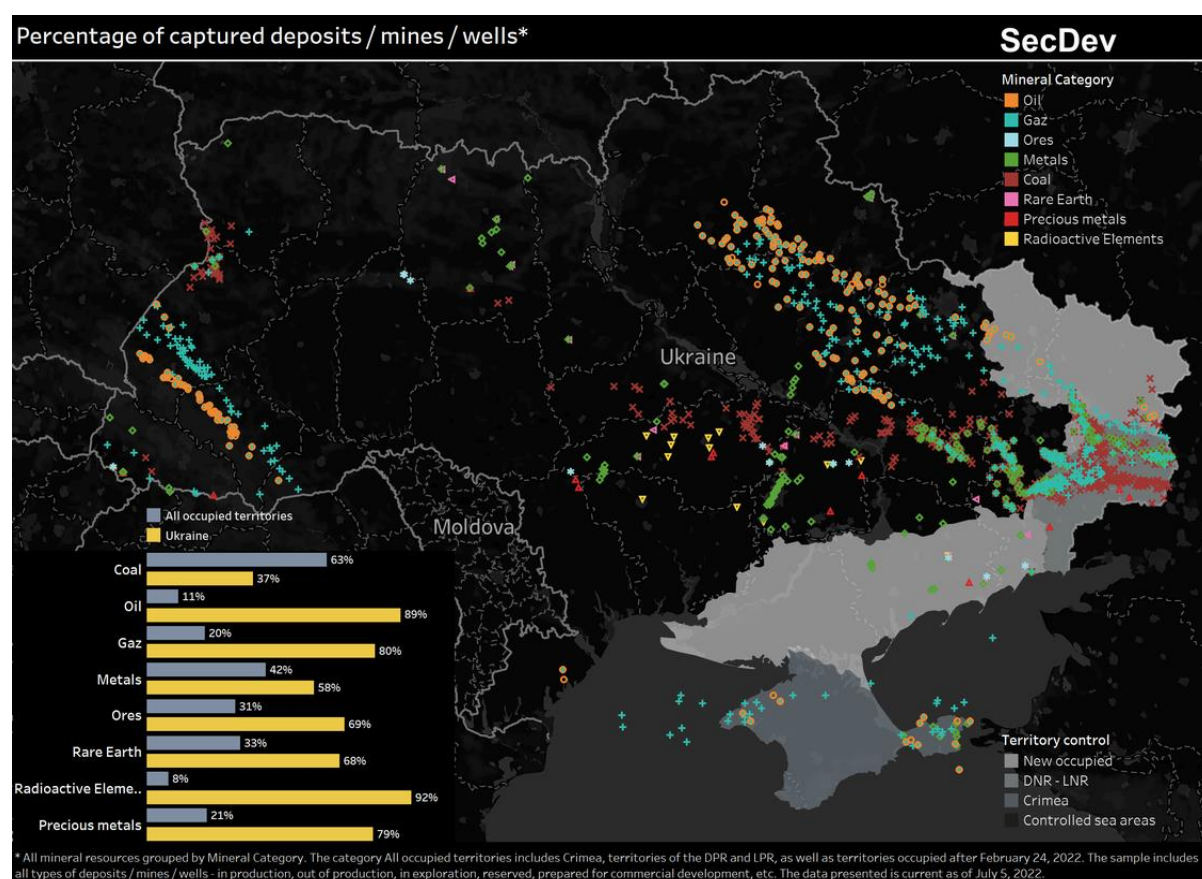 Percentage of captured deposits / mines / wells*
SecDev
Mineral Category
Oil
Gaz
Ores
Metals
Coal
Rare Earth
Precious metals
Radioactive Elements
Ukraine
Moldova
All occupied territories
Ukraine
Coal
63%
37%
Oil
11%
89%
Gaz
20%
80%
Metals
42%
58%
Ores
31%
69%
Rare Earth
33%
68%
Radioactive Eleme..
8%
92%
Precious metals
21%
79%
Territory control
New occupied
DNR - LNR
Crimea
Controlled sea areas
* All mineral resources grouped by Mineral Category. The category All occupied territories includes Crimea, territories of the DPR and LPR, as well as territories occupied after February 24, 2022. The sample includes
all types of deposits / mines / wells - in production, out of production, in exploration, reserved, prepared for commercial development, etc. The data presented is current as of July 5, 2022.